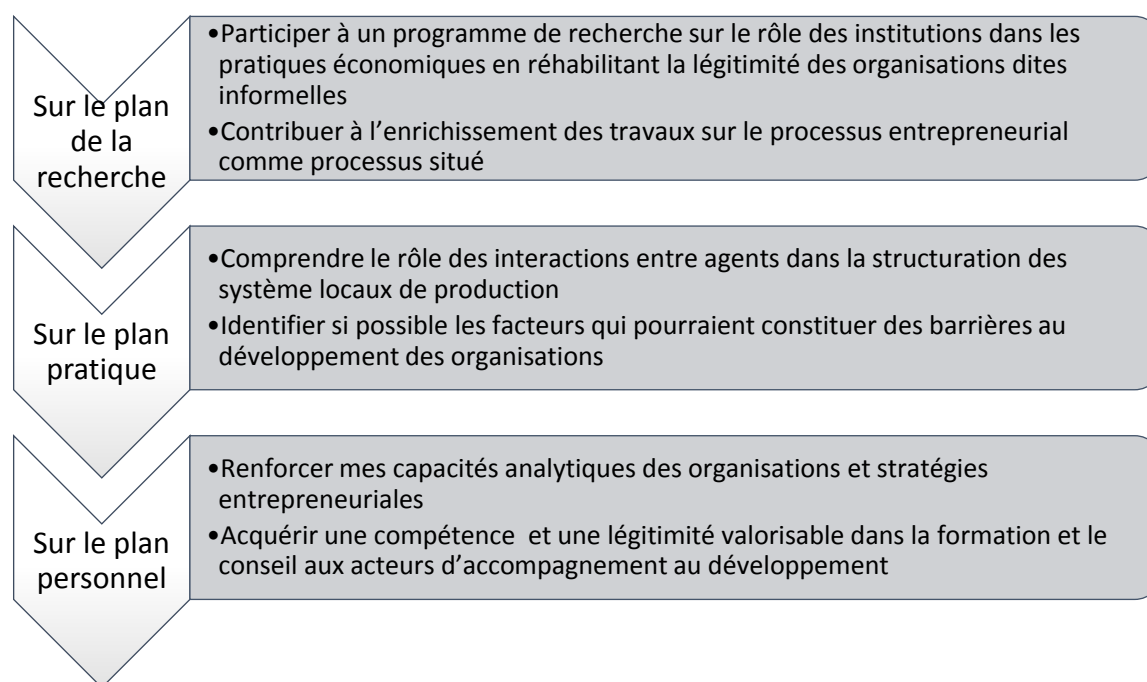 Sur le plan
de la
recherche
•Participer à un programme de recherche sur le rôle des institutions dans les
pratiques économiques en réhabilitant la légitimité des organisations dites
informelles
•Contribuer à l’enrichissement des travaux sur le processus entrepreneurial
comme processus situé
Sur le plan
pratique
•Comprendre le rôle des interactions entre agents dans la structuration des
système locaux de production
•Identifier si possible les facteurs qui pourraient constituer des barrières au
développement des organisations
Sur le plan
personnel
•Renforcer mes capacités analytiques des organisations et stratégies
entrepreneuriales
•Acquérir une compétence  et une légitimité valorisable dans la formation et le
conseil aux acteurs d’accompagnement au développement